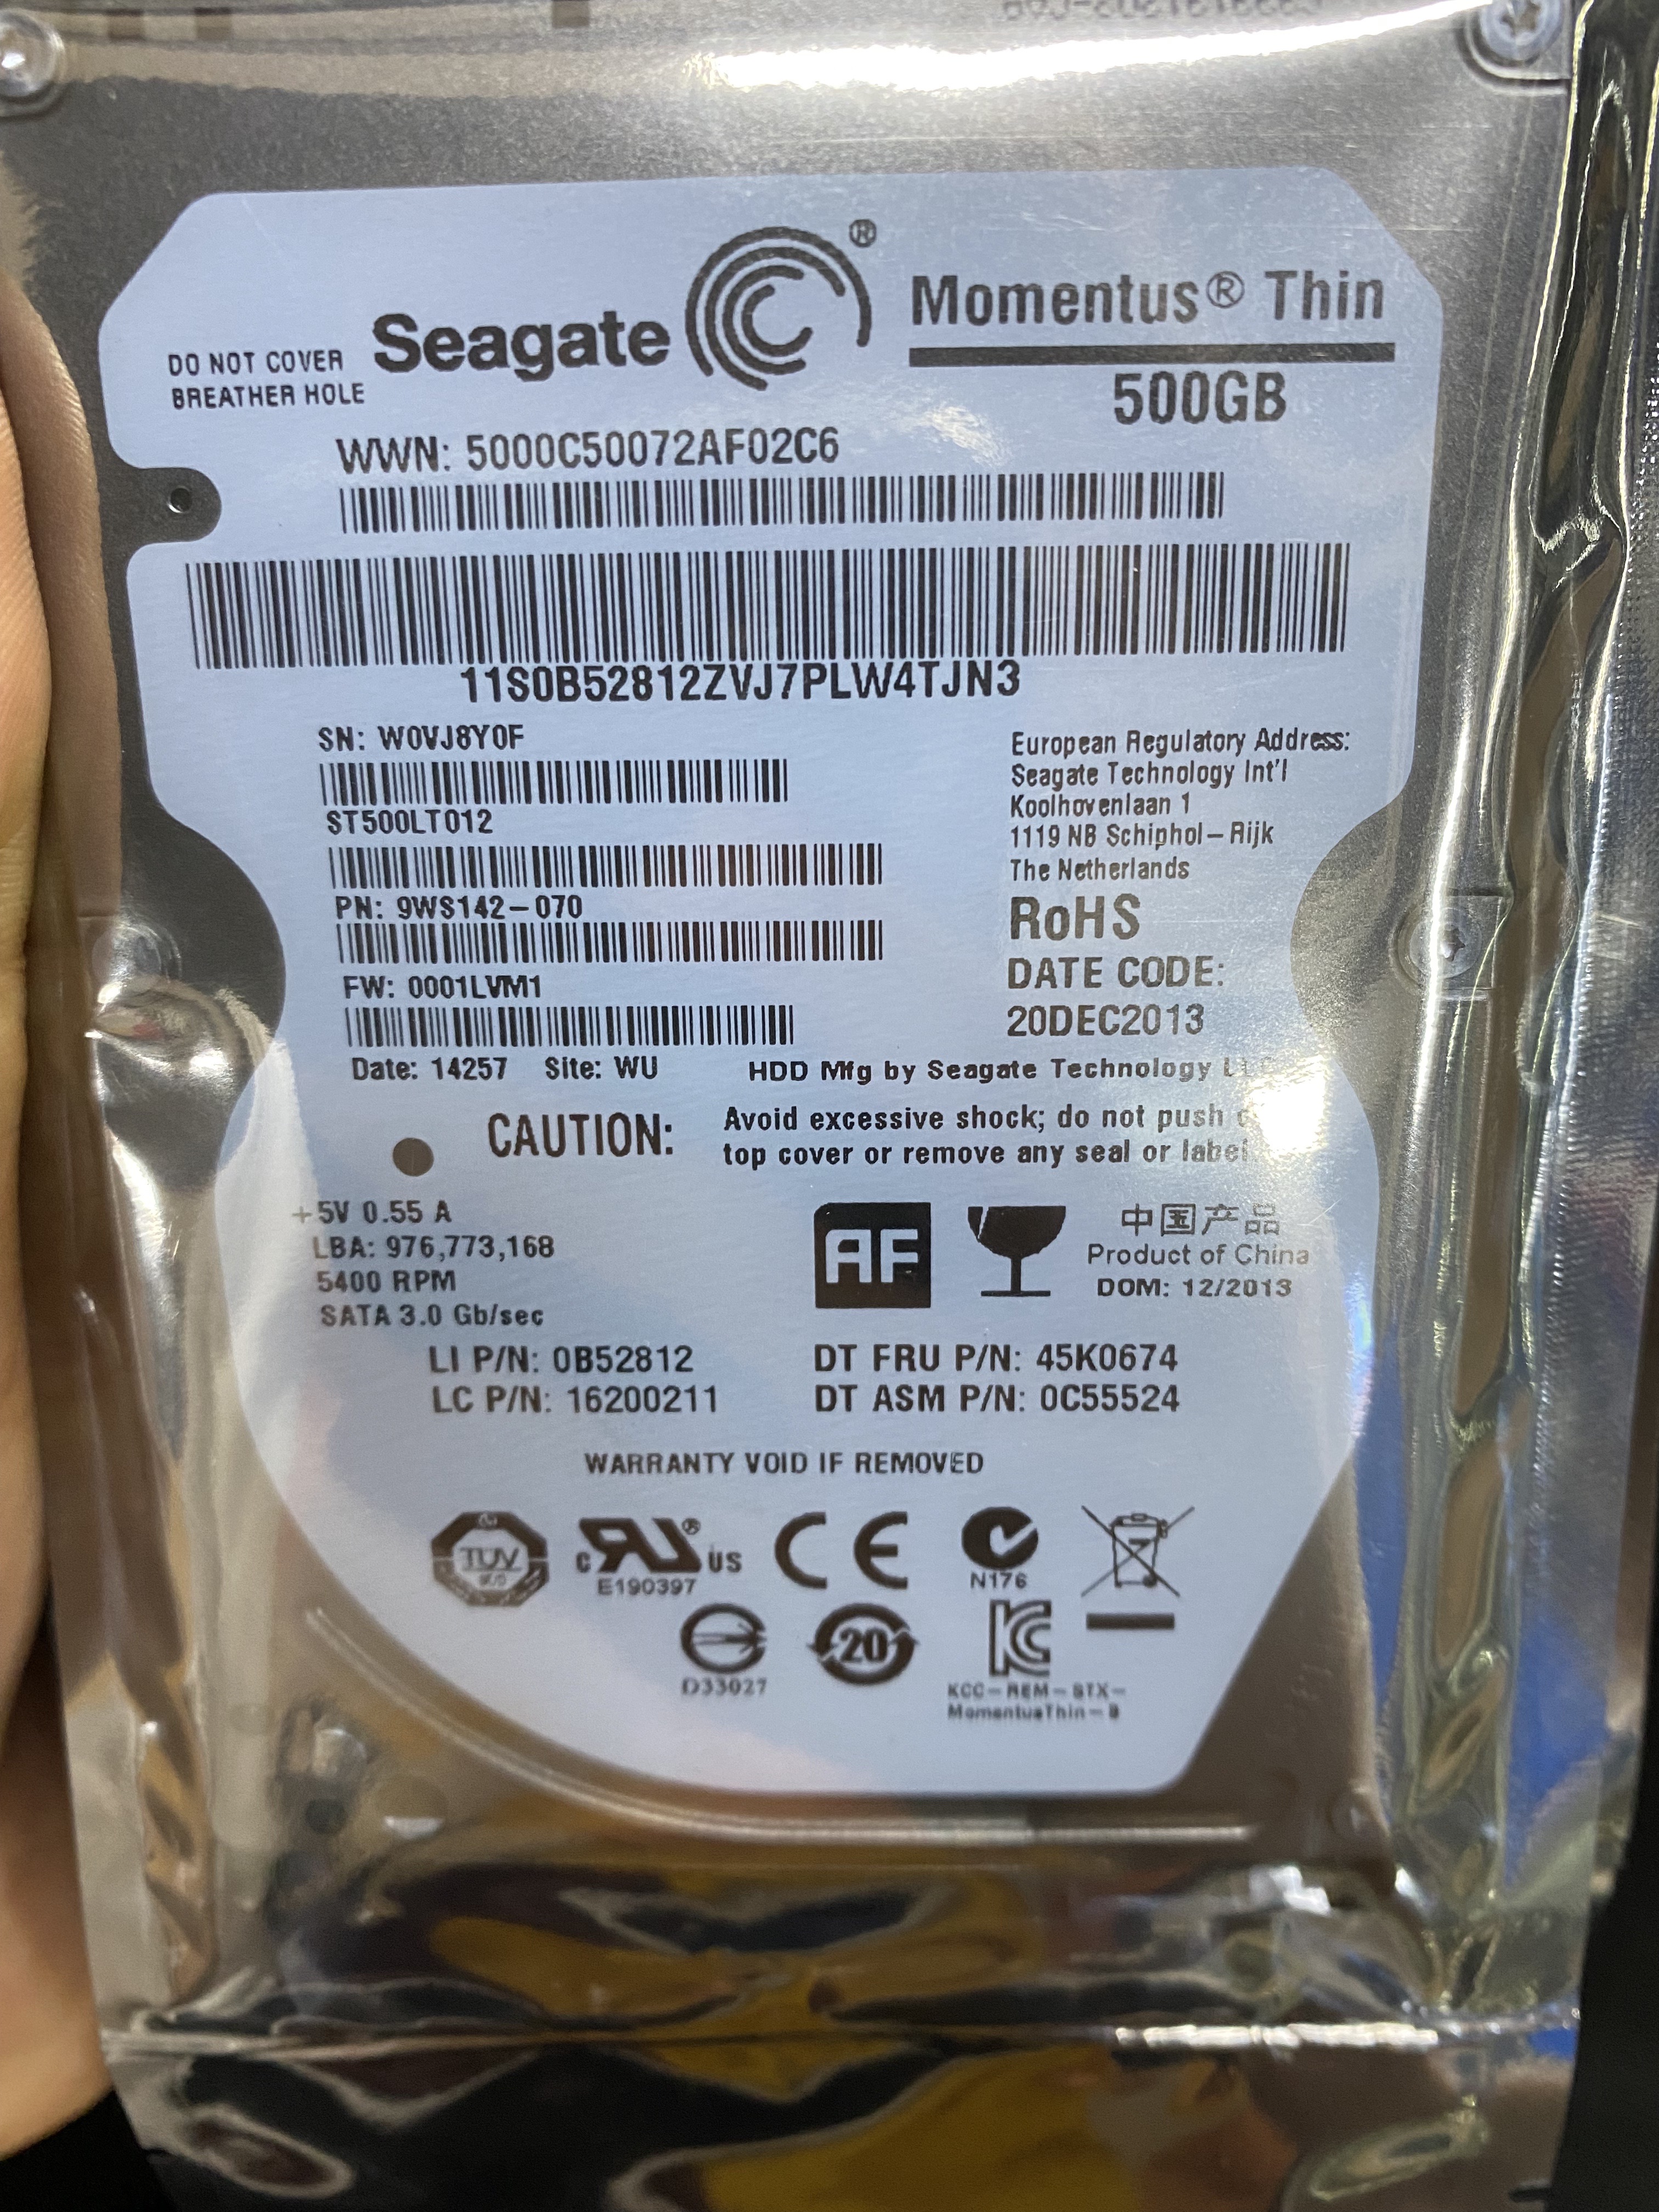 Seagate®
Momentus® Thin
DO NOT COVER
BREATHER HOLE
500GB
WWN: 5000C50072AF02C6
11S0B52812ZVJ7PLW4TJN3
SN: W0VJ8Y0F
ST500LT012
PN: 9WS142-070
FW: 0001LVM1
Date: 14257 Site: WU
European Regulatory Address:
Seagate Technology Int'l
Koolhovenlaan 1
1119 NB Schiphol-Rijk
The Netherlands
RoHS
DATE CODE:
20DEC2013
HDD Mfg by Seagate Technology
CAUTION:
Avoid excessive shock; do not push
top cover or remove any seal or label
+5V 0.55 A
LBA: 976,773,168
5400 RPM
SATA 3.0 Gb/sec
AF
中国产品
Product of China
DOM: 12/2013
LI P/N: 0B52812
DT FRU P/N: 45K0674
LC P/N: 16200211
DT ASM P/N: 0C55524
WARRANTY VOID IF REMOVED
TUV
c RU® US
E190397
CE
N176
D33027
20
KCC-REM-STX-
MomentusThin-